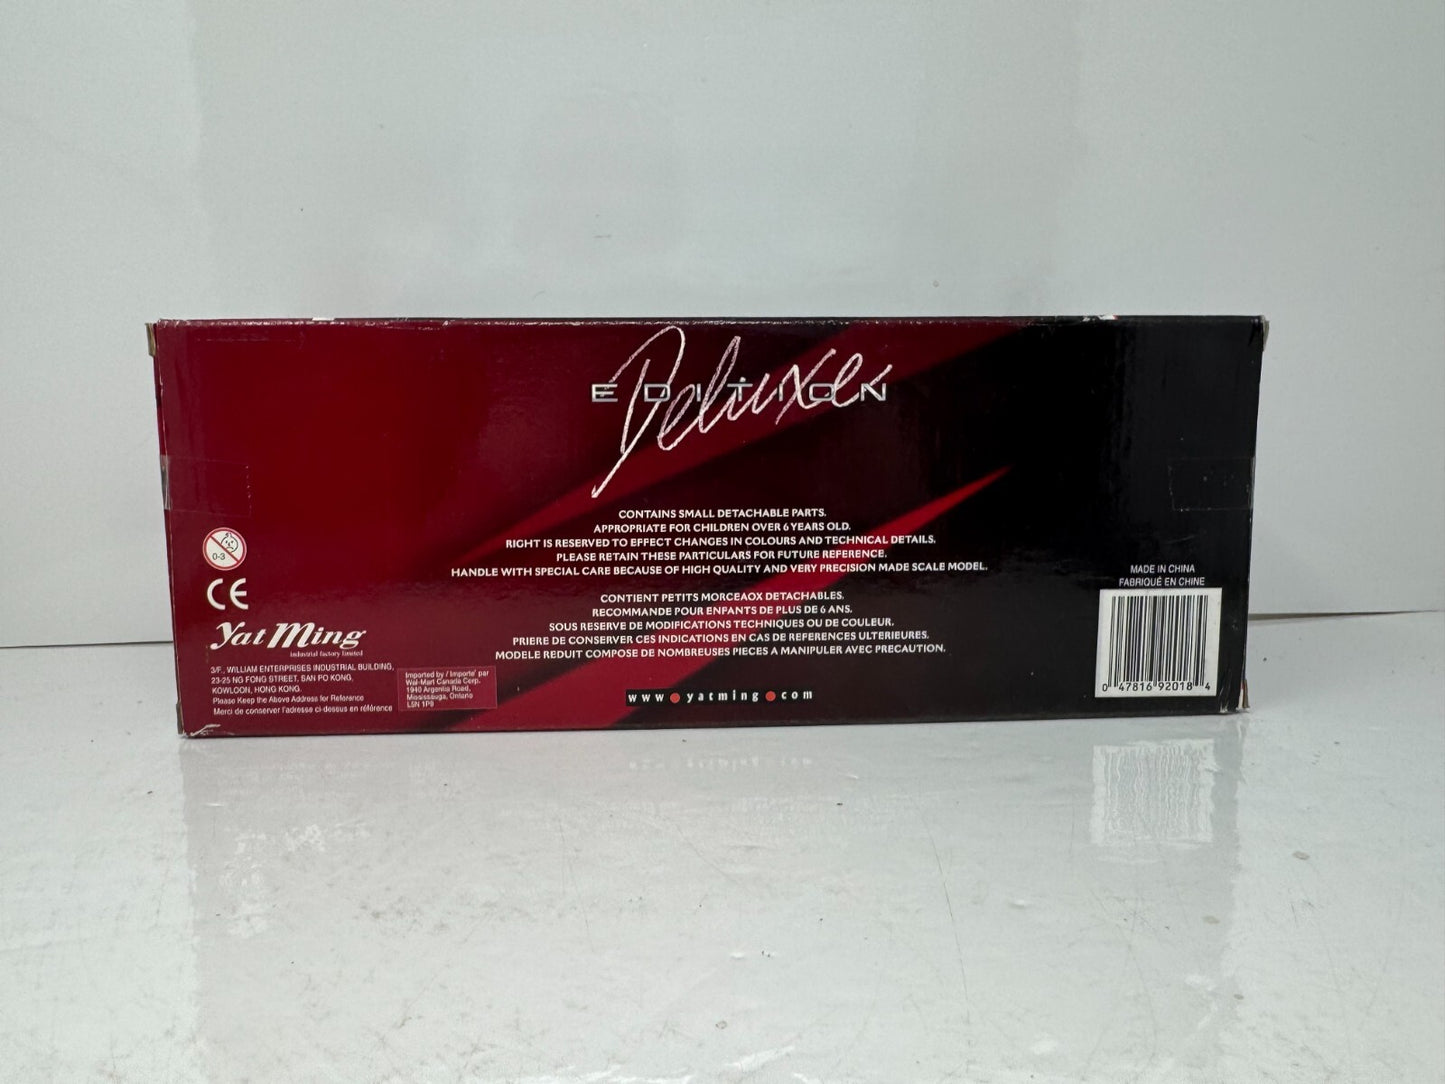 Deluxe
EDITION
CONTAINS SMALL DETACHABLE PARTS.
APPROPRIATE FOR CHILDREN OVER 6 YEARS OLD.
RIGHT IS RESERVED TO EFFECT CHANGES IN COLOURS AND TECHNICAL DETAILS.
PLEASE RETAIN THESE PARTICULARS FOR FUTURE REFERENCE.
HANDLE WITH SPECIAL CARE BECAUSE OF HIGH QUALITY AND VERY PRECISION MADE SCALE MODEL.
CONTIENT PETITS MORCEAOX DETACHABLES.
RECOMMANDE POUR ENFANTS DE PLUS DE 6 ANS.
SOUS RESERVE DE MODIFICATIONS TECHNIQUES OU DE COULEUR.
PRIERE DE CONSERVER CES INDICATIONS EN CAS DE REFERENCES ULTERIEURES.
MODELE REDUIT COMPOSE DE NOMBREUSES PIECES A MANIPULER AVEC PRECAUTION.
www.yatming.com
0-3
CE
Yat Ming
industrial factory limited
3/F., WILLIAM ENTERPRISES INDUSTRIAL BUILDING,
23-25 NG FONG STREET, SAN PO KONG,
KOWLOON, HONG KONG.
Please Keep the Above Address for Reference
Merci de conserver l'adresse ci-dessus en référence
Imported by / Importé par
Wal-Mart Canada Corp.
1940 Argentia Road,
Mississauga, Ontario
L5N 1P9
MADE IN CHINA
FABRIQUÉ EN CHINE
0 47816 92018 4